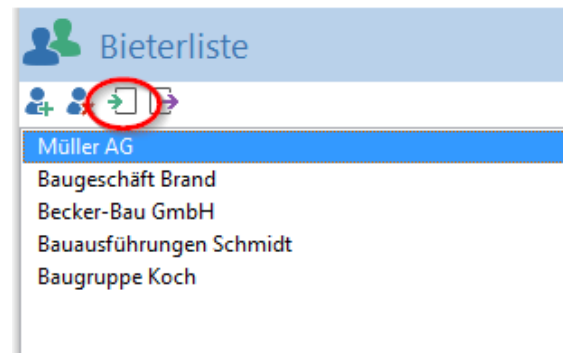 Bieterliste
Müller AG
Baugeschäft Brand
Becker-Bau GmbH
Bauausführungen Schmidt
Baugruppe Koch